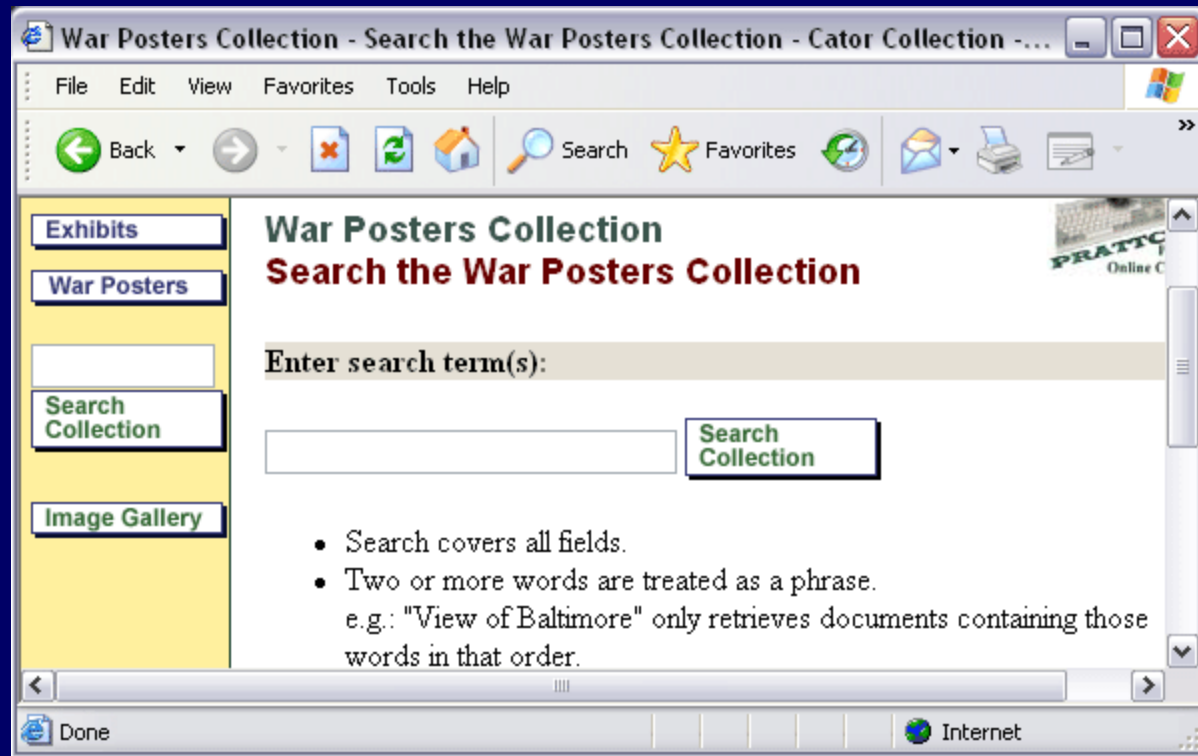 War Posters Collection - Search the War Posters Collection - Cator Collection -...
File Edit View Favorites Tools Help
Back Search Favorites »
Exhibits
War Posters
Search
Collection
Image Gallery
War Posters Collection
Search the War Posters Collection
Online C
Enter search term(s):
Search
Collection
• Search covers all fields.
• Two or more words are treated as a phrase.
e.g.: "View of Baltimore" only retrieves documents containing those
words in that order.
Done Internet